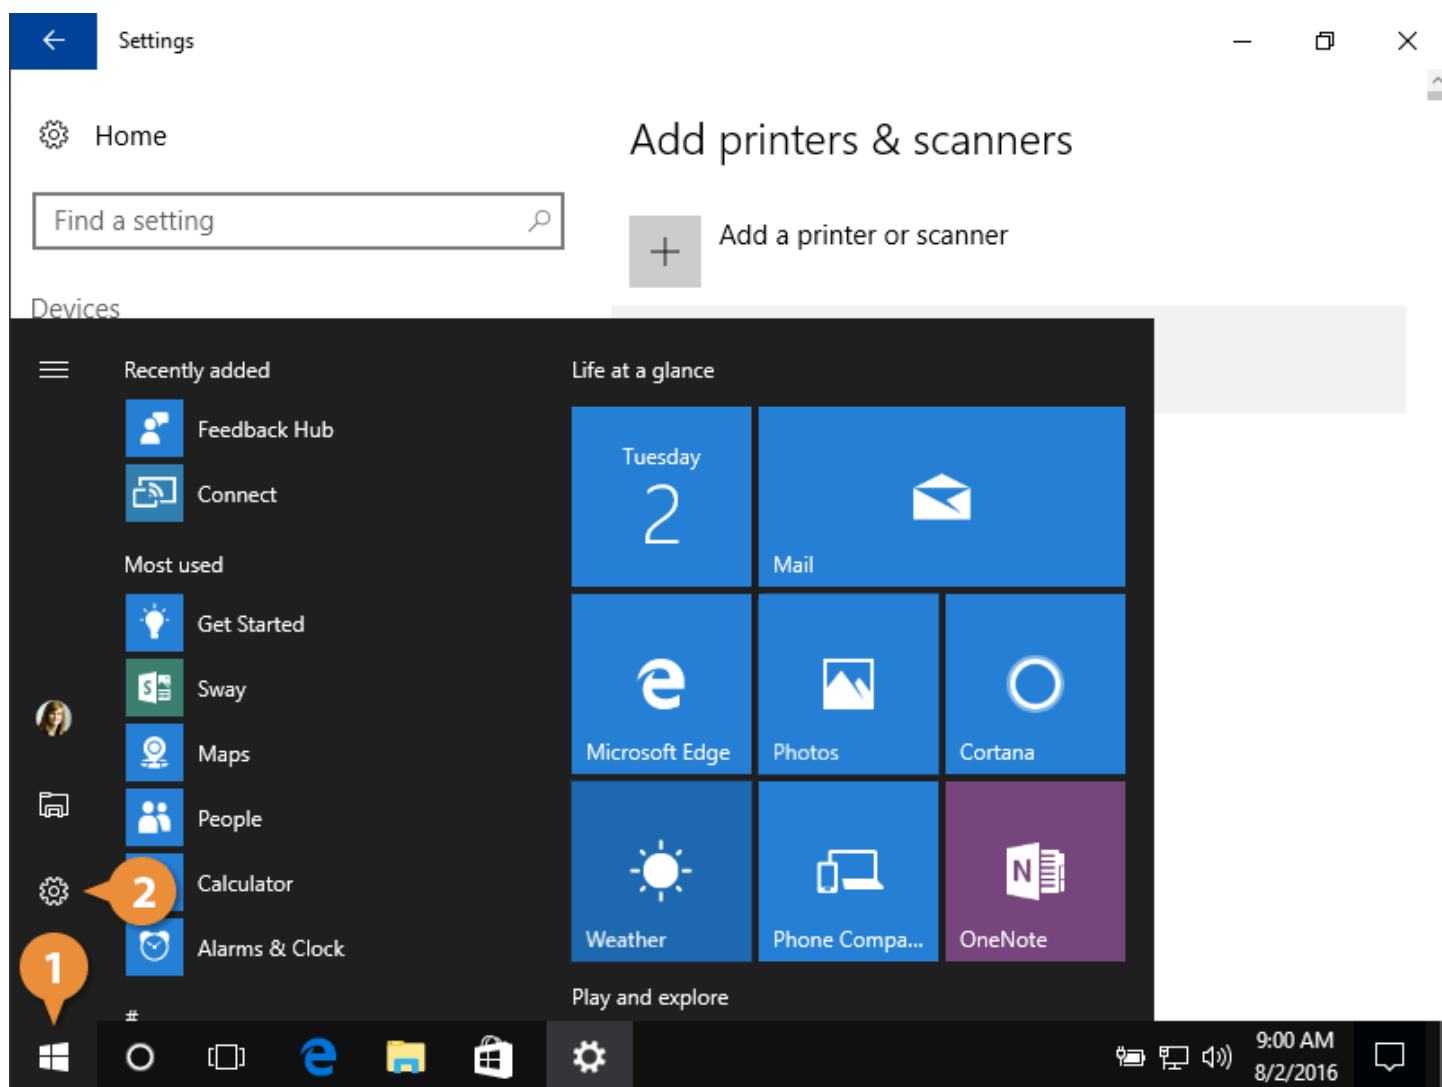 Settings
Home
Find a setting
Devices
Add printers & scanners
Add a printer or scanner
Recently added
Feedback Hub
Connect
Most used
Get Started
Sway
Maps
People
Calculator
Alarms & Clock
#
Life at a glance
Tuesday
2
Mail
Microsoft Edge
Photos
Cortana
Weather
Phone Compa...
OneNote
Play and explore
2
1
9:00 AM
8/2/2016